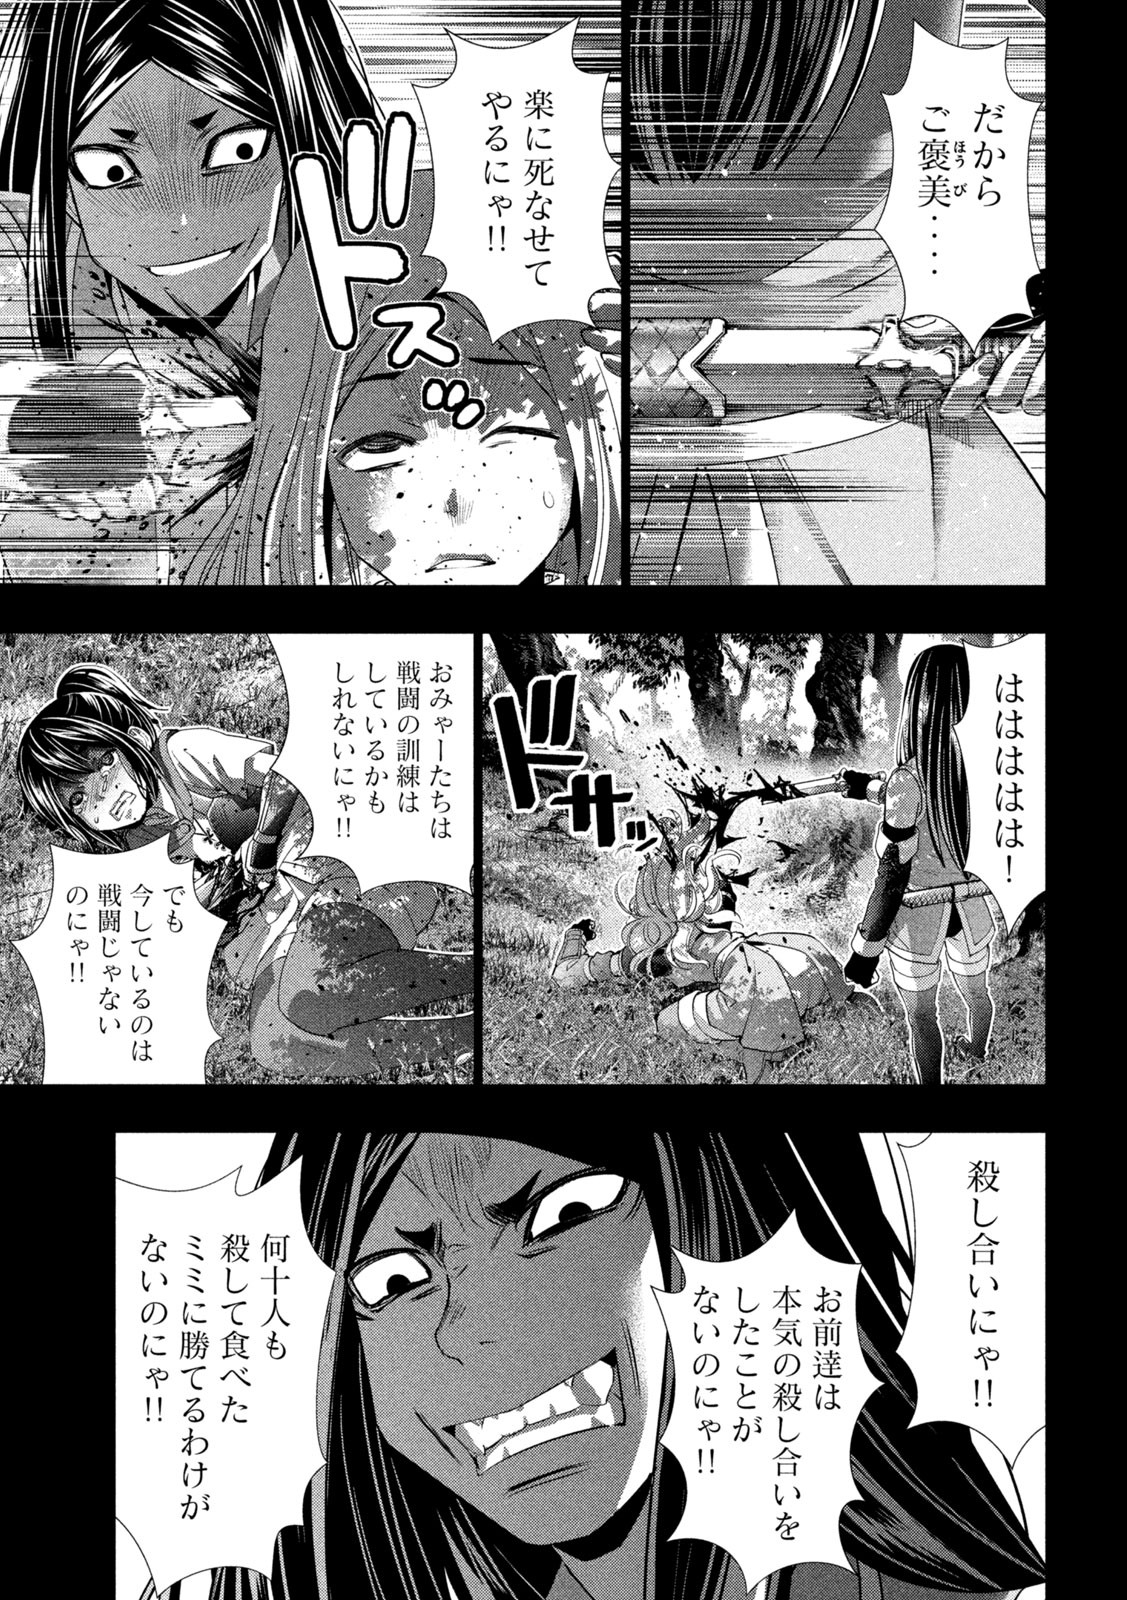 だから
ご褒美‥‥
ほうび
楽に死なせて
やるにゃ!!
ドスッ
ははははは!
ドサッ
おみゃーたちは
戦闘の訓練は
しているかも
しれないにゃ!!
でも
今しているのは
戦闘じゃない
のにゃ!!
殺し合いにゃ!!
お前達は
本気の殺し合いを
したことが
ないのにゃ!!
何十人も
殺して食べた
ミミに勝てるわけが
ないのにゃ!!